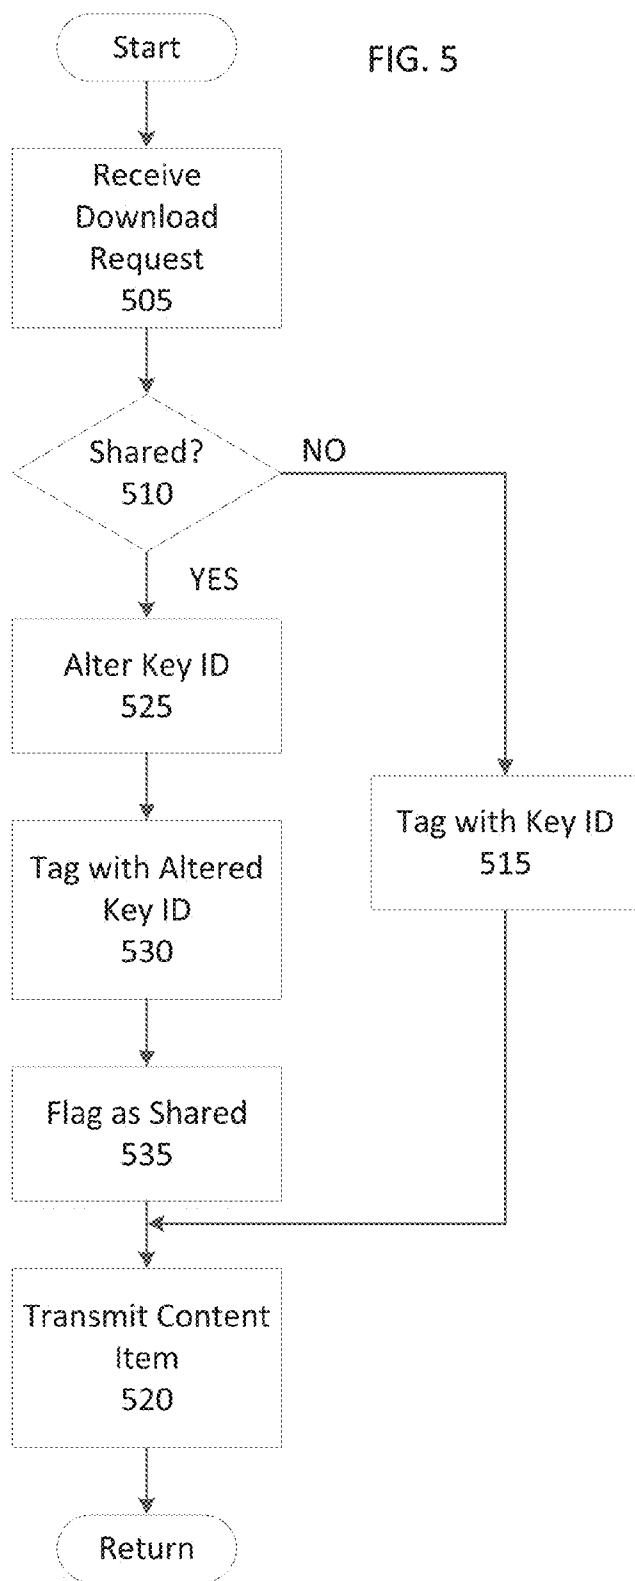 Start
FIG. 5
Receive
Download
Request
505
Shared?
510
NO
YES
Alter Key ID
525
Tag with Key ID
515
Tag with Altered
Key ID
530
Flag as Shared
535
Transmit Content
Item
520
Return